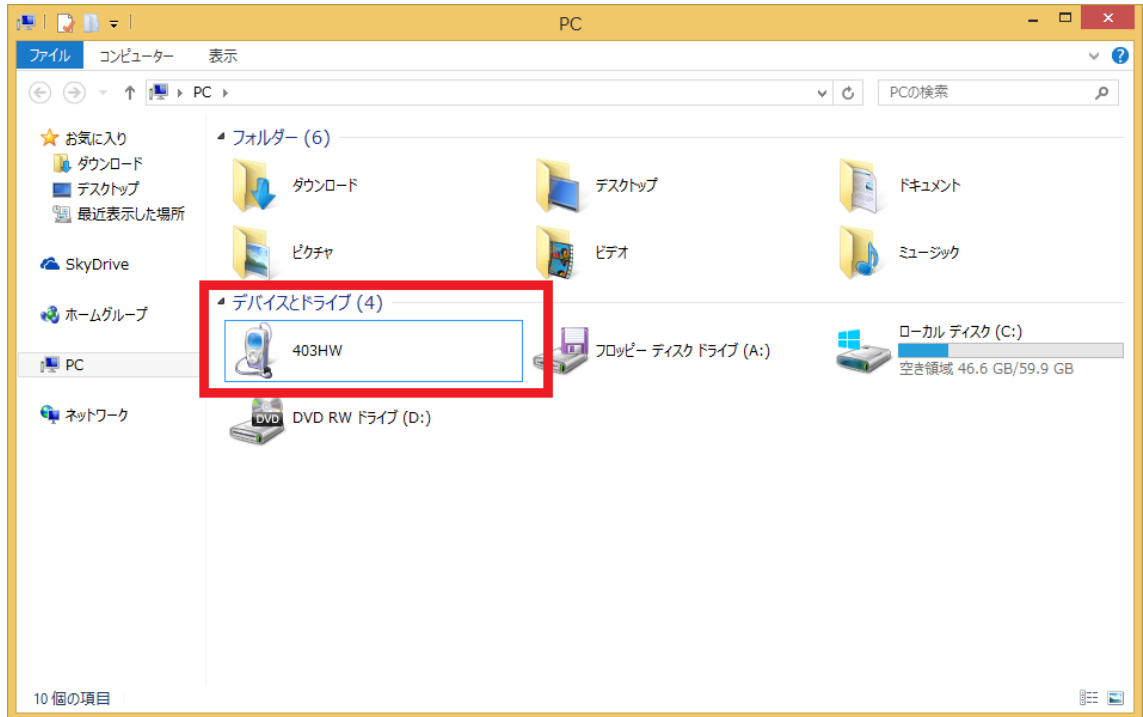 PC
ファイル コンピューター 表示
PC
PCの検索
お気に入り
ダウンロード
デスクトップ
最近表示した場所
SkyDrive
ホームグループ
PC
ネットワーク
フォルダー (6)
ダウンロード デスクトップ ドキュメント
ピクチャ ビデオ ミュージック
デバイスとドライブ (4)
403HW
フロッピー ディスク ドライブ (A:)
ローカル ディスク (C:)
空き領域 46.6 GB/59.9 GB
DVD
DVD RW ドライブ (D:)
10 個の項目